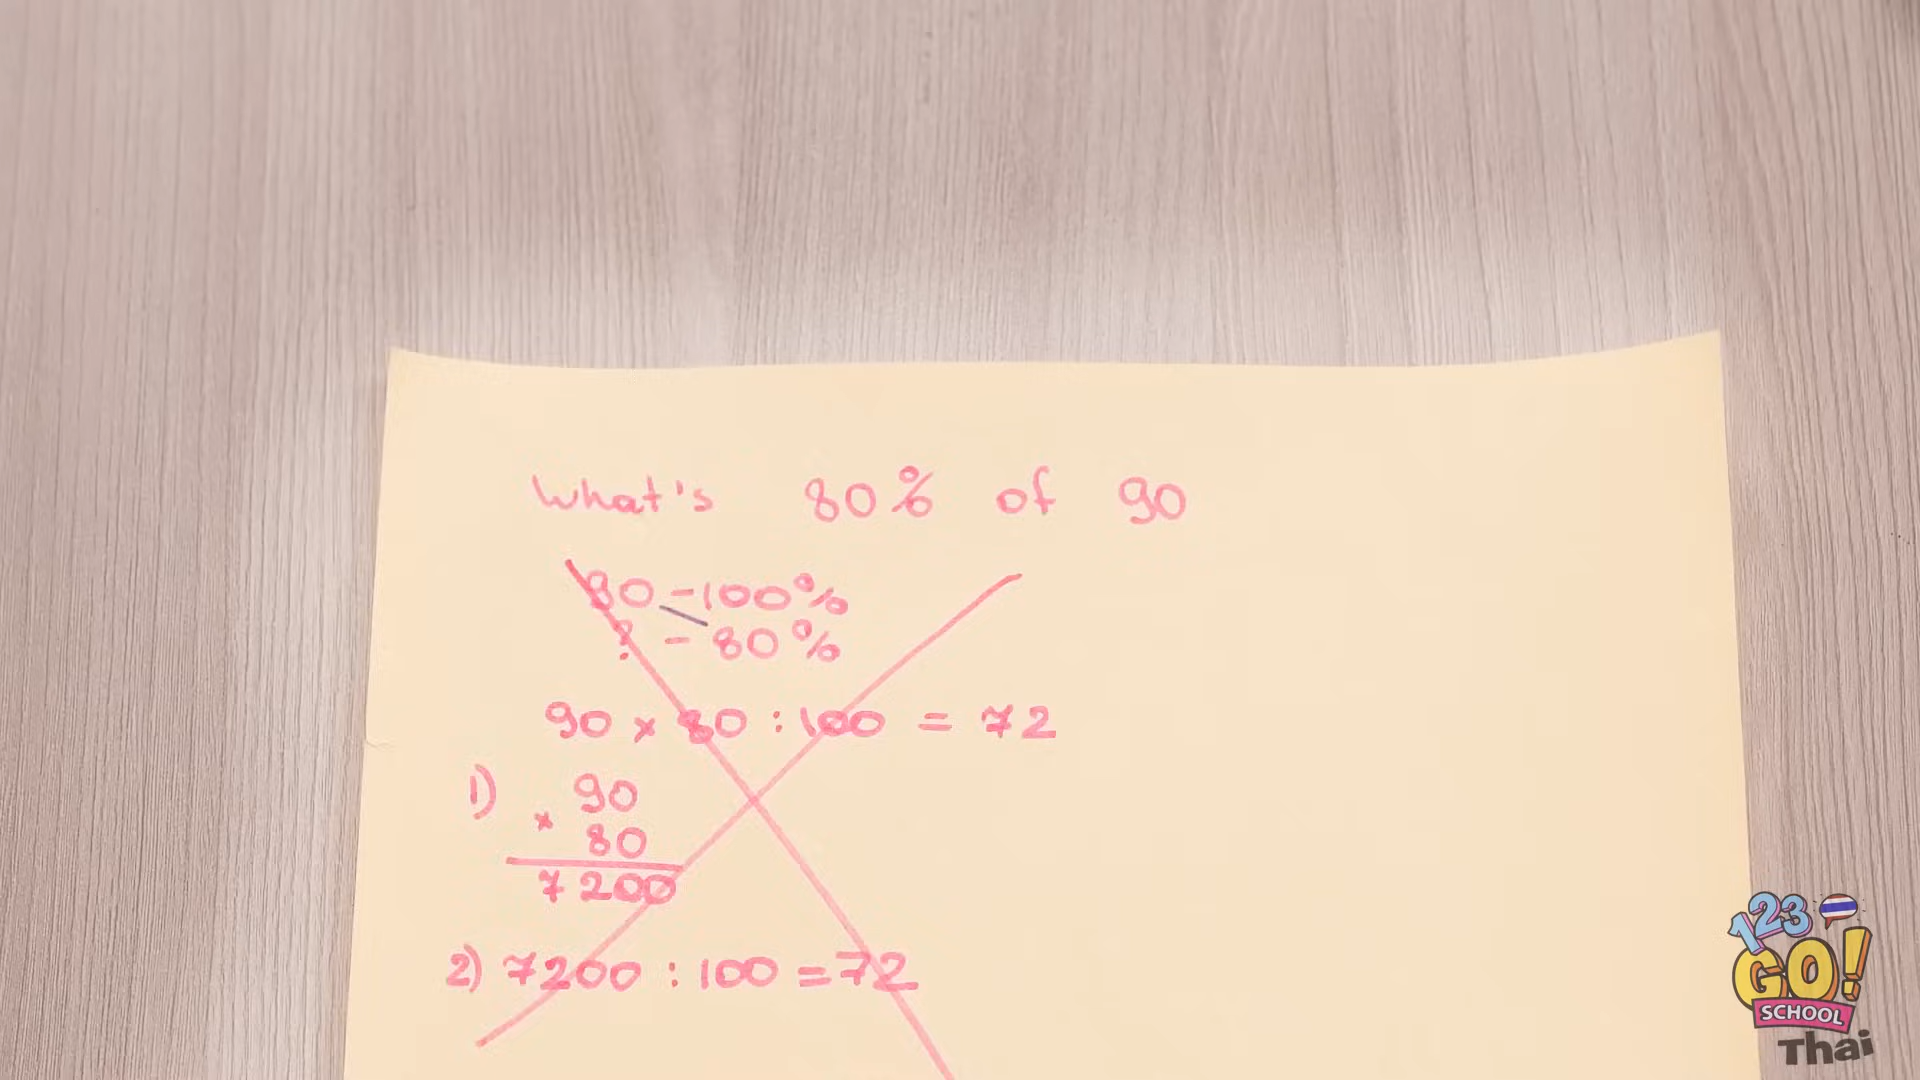 What's 80% of 90
90 - 100%
? - 80%
90 x 80 : 100 = 72
1) 90
x 80
7200
2) 7200 : 100 = 72
123
GO!
SCHOOL
Thai